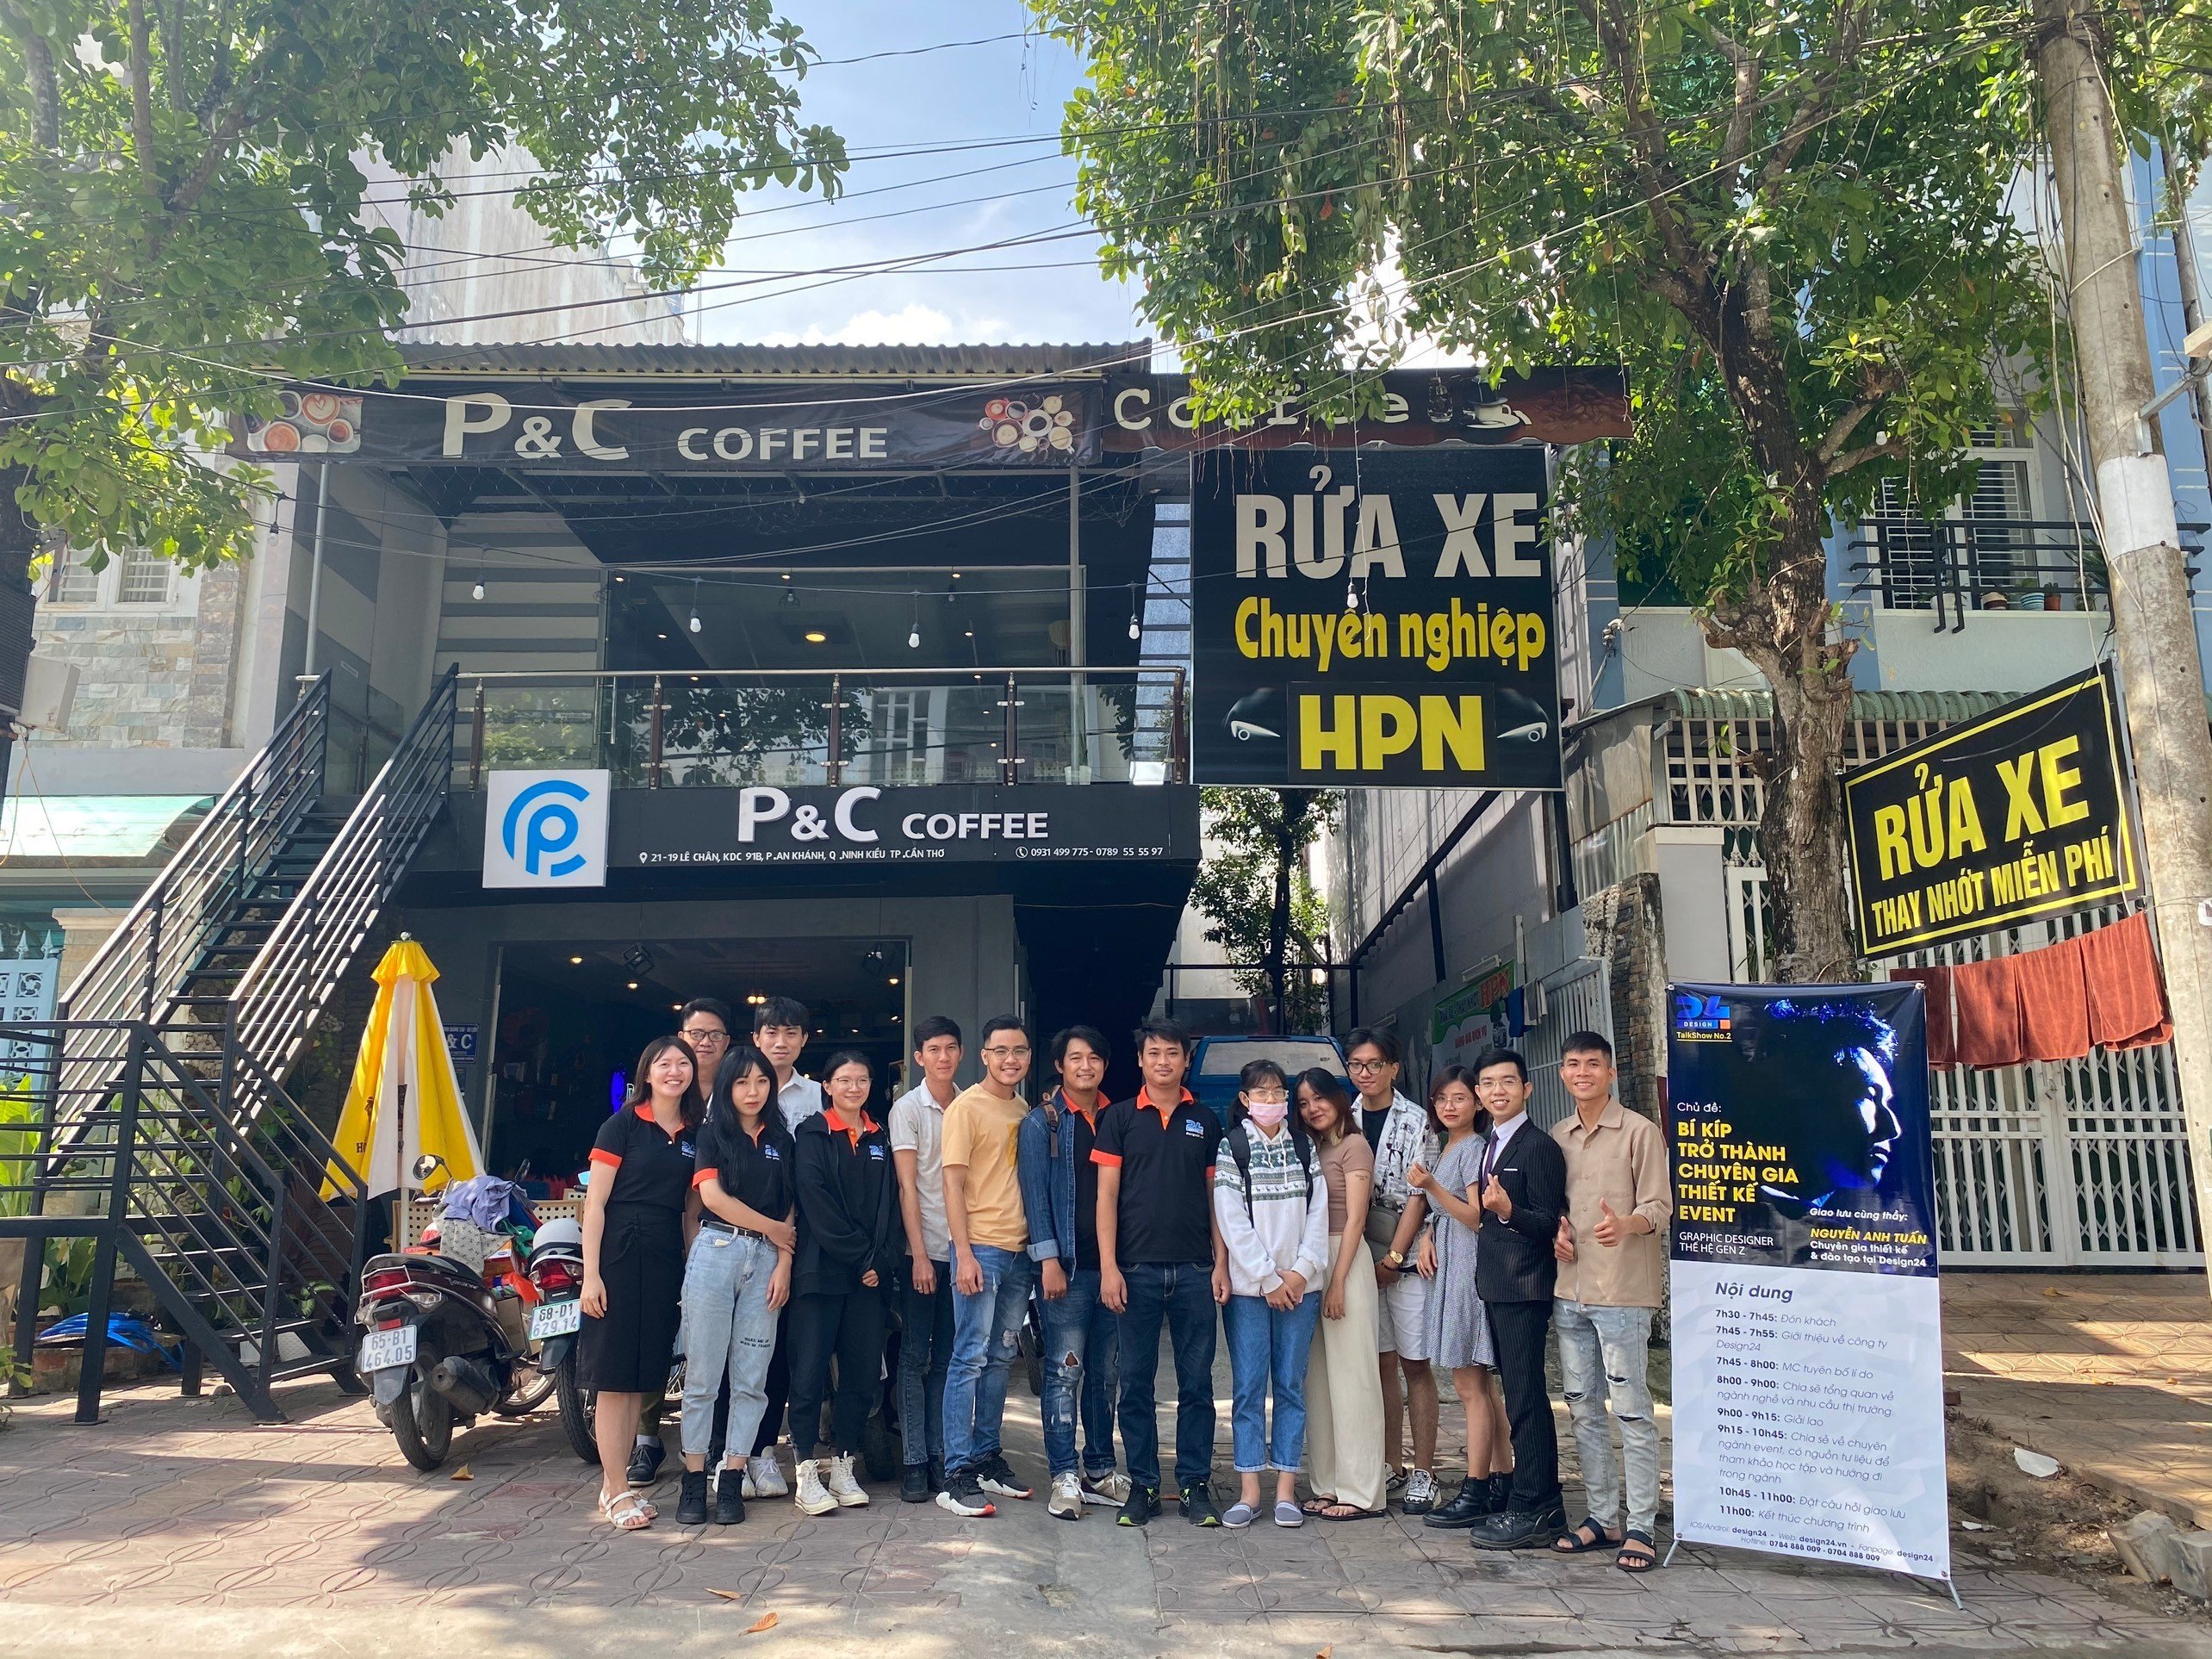 P&C COFFEE
Coffee
RỬA XE
Chuyên nghiệp
HPN
P&C COFFEE
21-19 LÊ CHÂN, KDC 91B, P.AN KHÁNH, Q.NINH KIỀU TP.CẦN THƠ
0931 499 775 - 0789 55 55 97
RỬA XE
THAY NHỚT MIỄN PHÍ
& C
HPN
65-B1
464.05
68-D1
629.14
24
DESIGN
TalkShow No.2
Chủ đề:
BÍ KÍP
TRỞ THÀNH
CHUYÊN GIA
THIẾT KẾ
EVENT
GRAPHIC DESIGNER
THẾ HỆ GEN Z
Giao lưu cùng thầy:
NGUYỄN ANH TUẤN
Chuyên gia thiết kế
& đào tạo tại Design24
Nội dung
7h30 - 7h45: Đón khách
7h45 - 7h55: Giới thiệu về công ty
Design24
7h45 - 8h00: MC tuyên bố lí do
8h00 - 9h00: Chia sẻ tổng quan về
ngành nghề và nhu cầu thị trường.
9h00 - 9h15: Giải lao
9h15 - 10h45: Chia sẻ về chuyên
ngành event, có nguồn tư liệu để
tham khảo học tập và hướng đi
trong ngành
10h45 - 11h00: Đặt câu hỏi giao lưu
11h00: Kết thúc chương trình
IOS/Androi: design24 - Web: design24.vn - Fanpage: design24
Hotline: 0784 888 009 - 0704 888 009